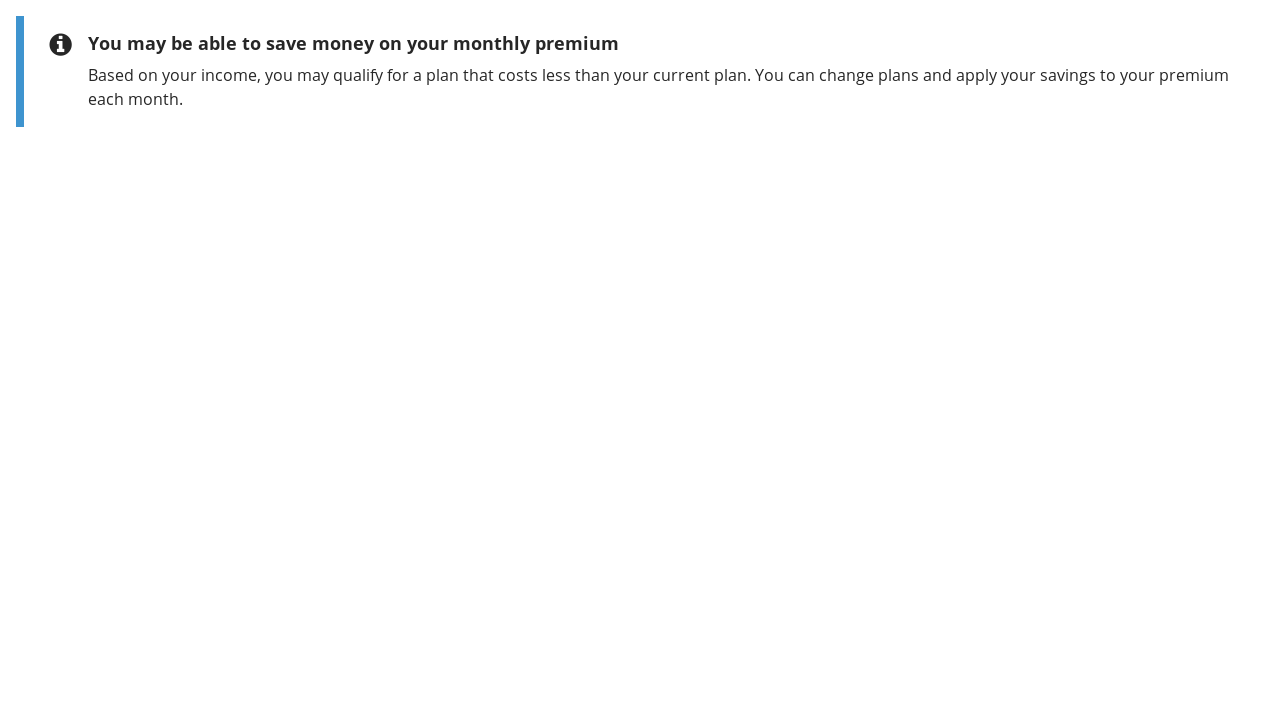 You may be able to save money on your monthly premium
Based on your income, you may qualify for a plan that costs less than your current plan. You can change plans and apply your savings to your premium
each month.